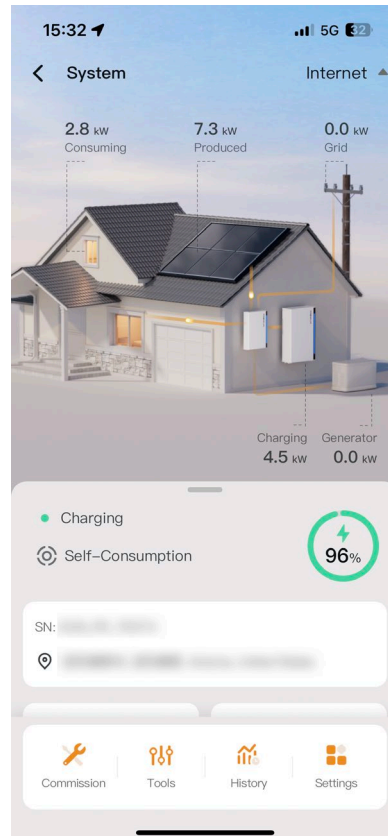 15:32 5G 32
System Internet
2.8 kW 7.3 kW 0.0 kW
Consuming Produced Grid
Charging Generator
4.5 kW 0.0 kW
Charging
Self-Consumption
96%
SN:
Commission Tools History Settings